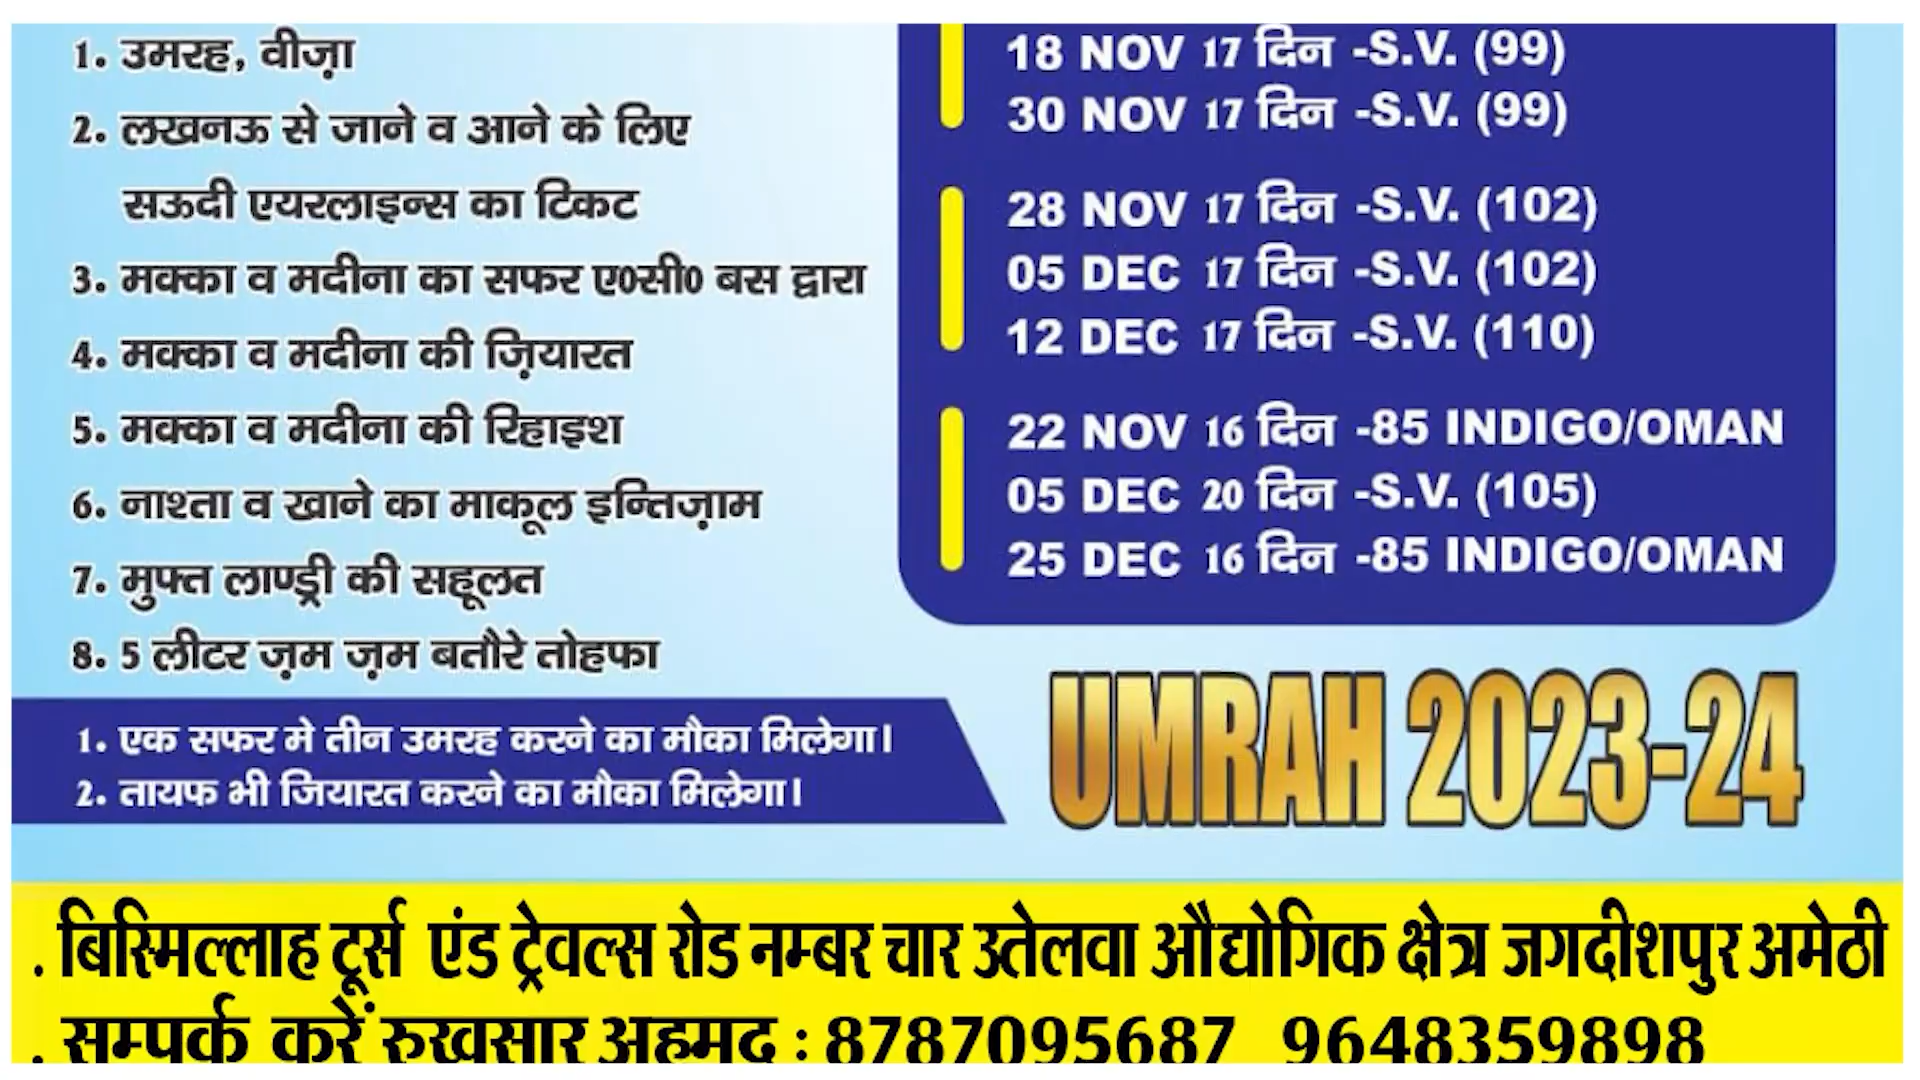 1. उमरह, वीज़ा
2. लखनऊ से जाने व आने के लिए
सऊदी एयरलाइन्स का टिकट
3. मक्का व मदीना का सफर ए0सी0 बस द्वारा
4. मक्का व मदीना की ज़ियारत
5. मक्का व मदीना की रिहाइश
6. नाश्ता व खाने का माकूल इन्तिज़ाम
7. मुफ्त लाण्ड्री की सहूलत
8. 5 लीटर ज़म ज़म बतौरे तोहफा
1. एक सफर मे तीन उमरह करने का मौका मिलेगा।
2. तायफ भी जियारत करने का मौका मिलेगा।
18 NOV 17 दिन -S.V. (99)
30 NOV 17 दिन -S.V. (99)
28 NOV 17 दिन -S.V. (102)
05 DEC 17 दिन -S.V. (102)
12 DEC 17 दिन -S.V. (110)
22 NOV 16 दिन -85 INDIGO/OMAN
05 DEC 20 दिन -S.V. (105)
25 DEC 16 दिन -85 INDIGO/OMAN
UMRAH 2023-24
. बिस्मिल्लाह टूर्स एंड ट्रेवल्स रोड नम्बर चार उतेलवा औद्योगिक क्षेत्र जगदीशपुर अमेठी
. सम्पर्क करें रुखसार अहमद : 8787095687 9648359898